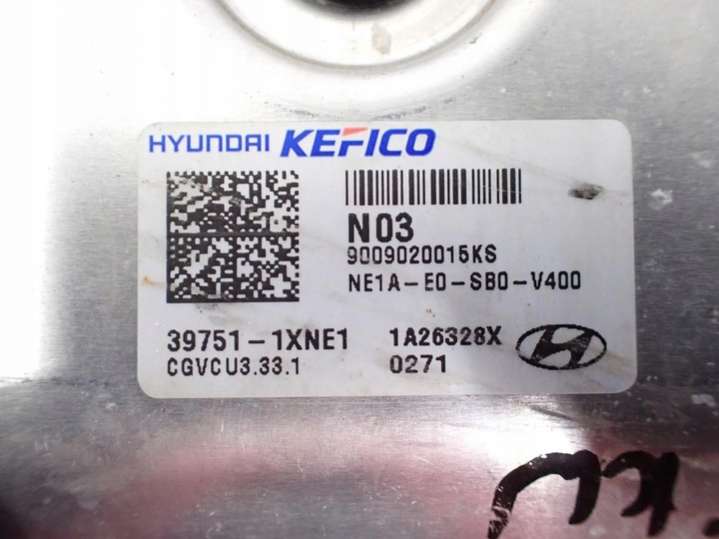 HYUNDAI KEFICO
N03
9009020015KS
NE1A-E0-SB0-V400
39751-1XNE1 1A26328X
CGVCU3.33.1 0271